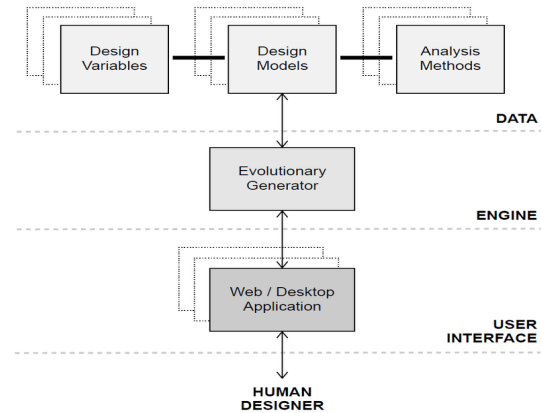 Design
Variables
Design
Models
Analysis
Methods
DATA
Evolutionary
Generator
ENGINE
Web / Desktop
Application
USER
INTERFACE
HUMAN
DESIGNER